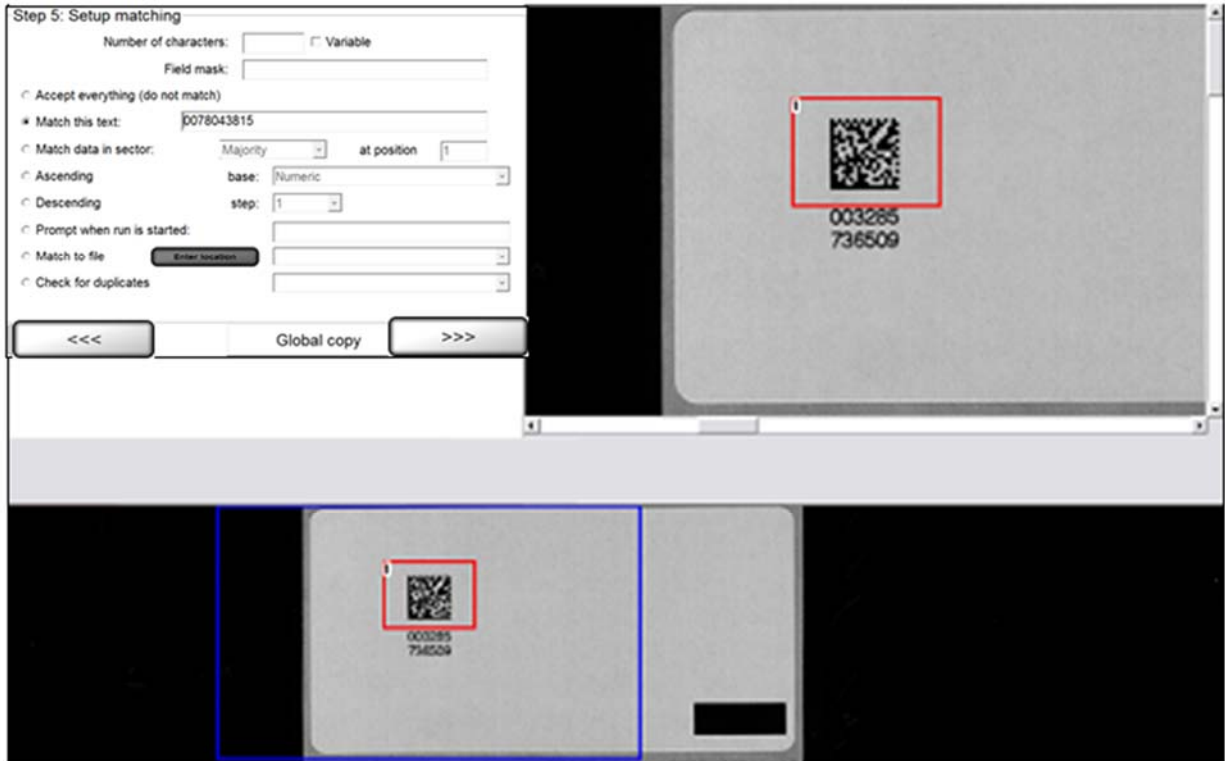 Step 5: Setup matching
Number of characters: Variable
Field mask:
Accept everything (do not match)
Match this text: 0078043815
Match data in sector: Majority at position 1
Ascending base: Numeric
Descending step: 1
Prompt when run is started:
Match to file Enter location
Check for duplicates
<<< Global copy >>>
1
003285
736509
1
003285
736509